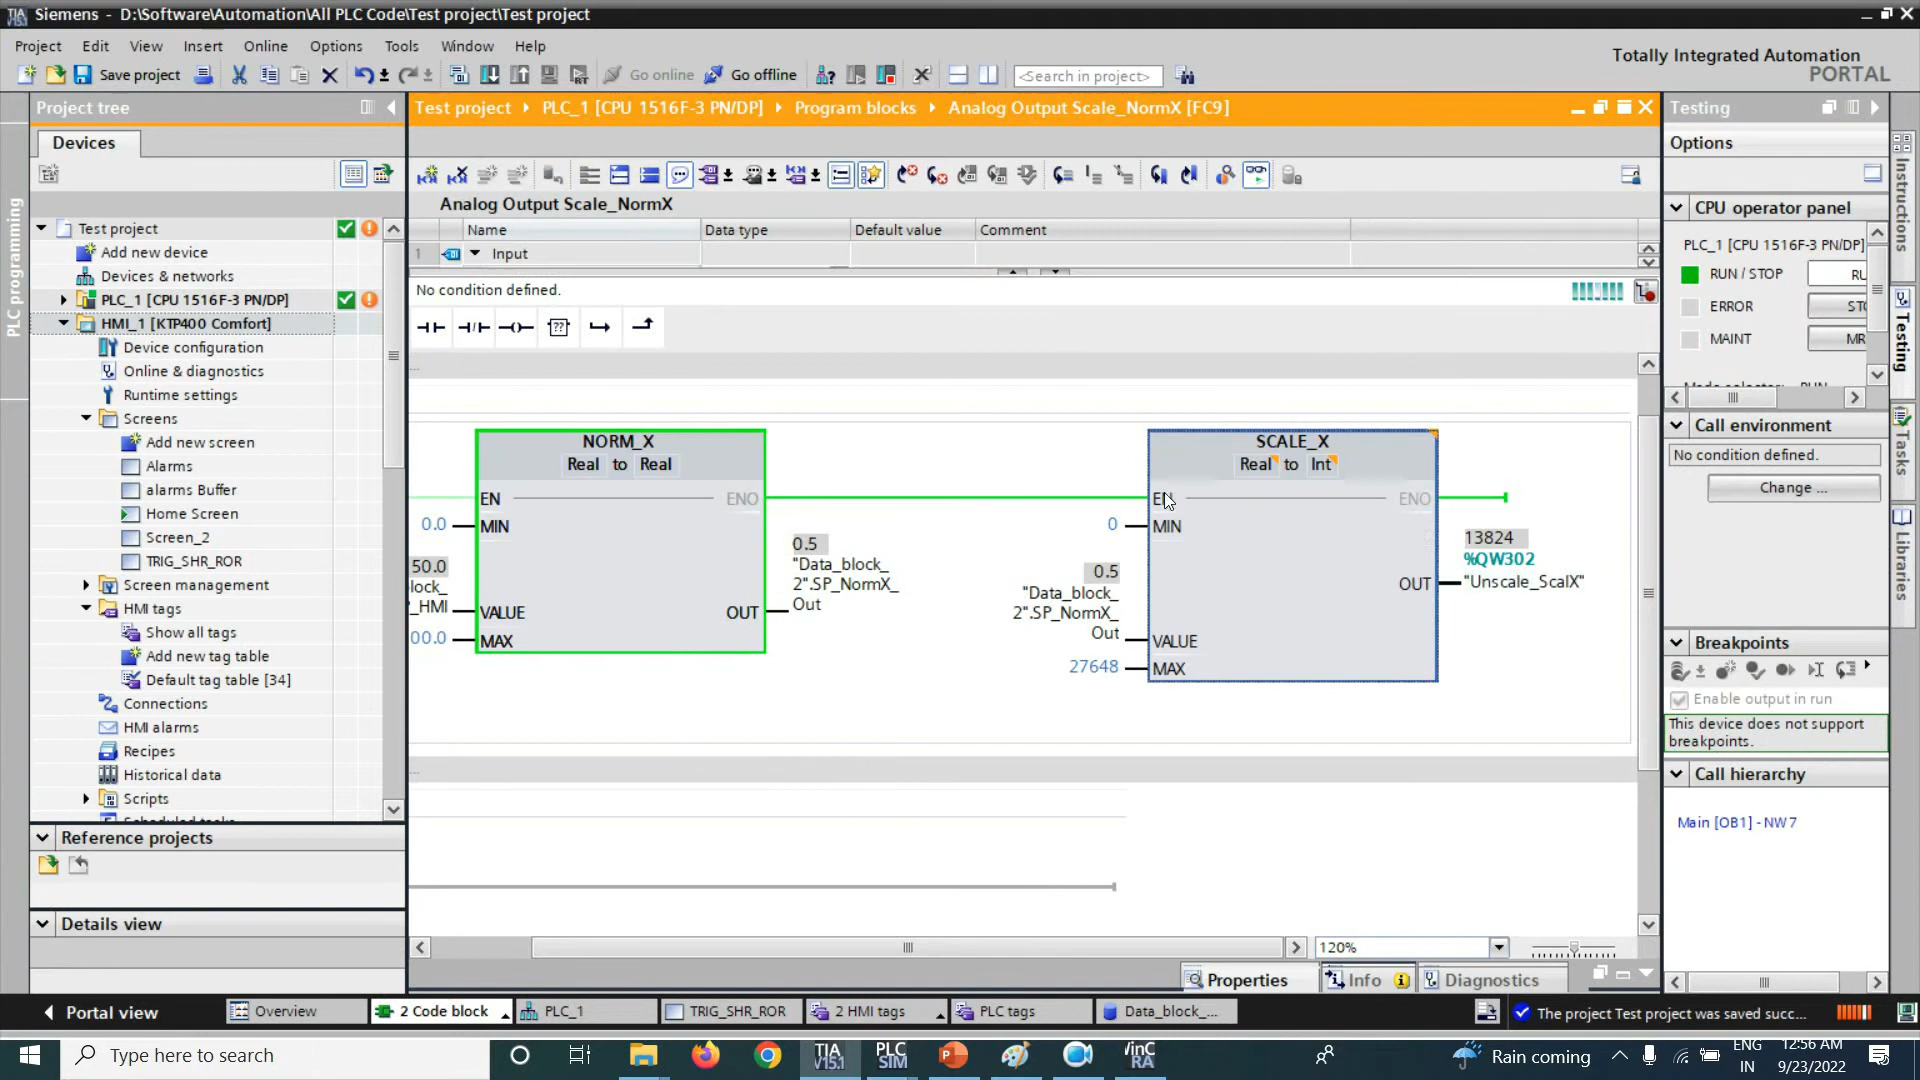 Siemens - D:\Software\Automation\All PLC Code\Test project\Test project
Project Edit View Insert Online Options Tools Window Help
Totally Integrated Automation
PORTAL
Save project
Go online
Go offline
<Search in project>
Project tree
Devices
Test project
Add new device
Devices & networks
PLC_1 [CPU 1516F-3 PN/DP]
HMI_1 [KTP400 Comfort]
Device configuration
Online & diagnostics
Runtime settings
Screens
Add new screen
Alarms
alarms Buffer
Home Screen
Screen_2
TRIG_SHR_ROR
Screen management
HMI tags
Show all tags
Add new tag table
Default tag table [34]
Connections
HMI alarms
Recipes
Historical data
Scripts
Reference projects
Details view
PLC programming
Test project PLC_1 [CPU 1516F-3 PN/DP] Program blocks Analog Output Scale_NormX [FC9]
Analog Output Scale_NormX
Name Data type Default value Comment
1 Input
No condition defined.
??
NORM_X
Real to Real
EN
ENO
0.0
MIN
50.0
lock_
P_HMI
VALUE
00.0
MAX
OUT
0.5
"Data_block_
2".SP_NormX_
Out
SCALE_X
Real to Int
EN
ENO
0
MIN
0.5
"Data_block_
2".SP_NormX_
Out
VALUE
27648
MAX
OUT
13824
%QW302
"Unscale_ScalX"
120%
Properties
Info
Diagnostics
Testing
Options
CPU operator panel
PLC_1 [CPU 1516F-3 PN/DP]
RUN / STOP
RU
ERROR
STO
MAINT
MR
Call environment
No condition defined.
Change ...
Breakpoints
Enable output in run
This device does not support
breakpoints.
Call hierarchy
Main [OB1] - NW7
Instructions
Testing
Tasks
Libraries
Portal view
Overview
2 Code block
PLC_1
TRIG_SHR_ROR
2 HMI tags
PLC tags
Data_block_...
The project Test project was saved succ...
Type here to search
TIA
V15.1
PLC
SIM
VinC
RA
Rain coming
ENG
IN
12:56 AM
9/23/2022